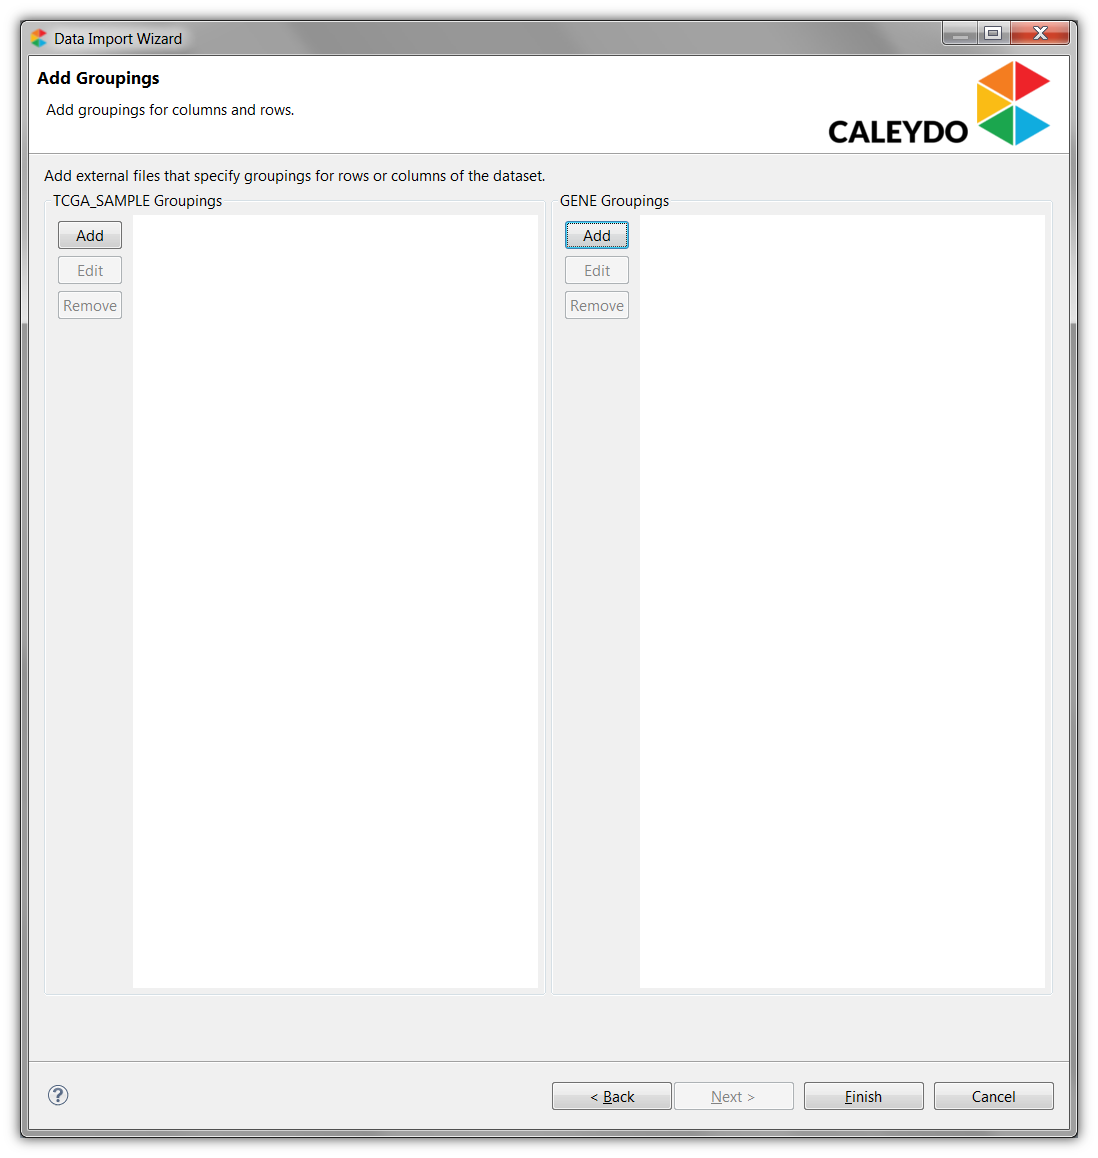 Data Import Wizard
Add Groupings
Add groupings for columns and rows.
CALEYDO
Add external files that specify groupings for rows or columns of the dataset.
TCGA_SAMPLE Groupings
Add
Edit
Remove
GENE Groupings
Add
Edit
Remove
?
< Back
Next >
Finish
Cancel